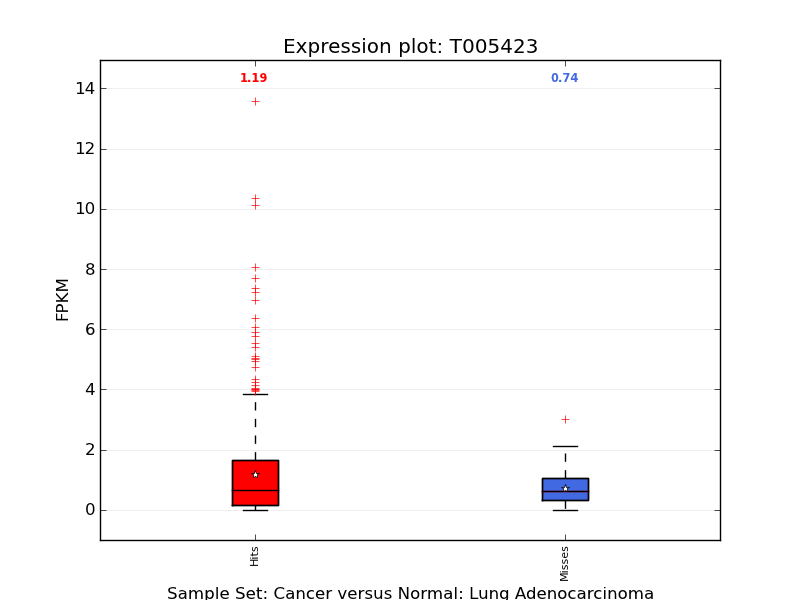 Expression plot: T005423
1.19
0.74
14
12
10
8
6
4
2
0
FPKM
Hits
Misses
Sample Set: Cancer versus Normal: Lung Adenocarcinoma